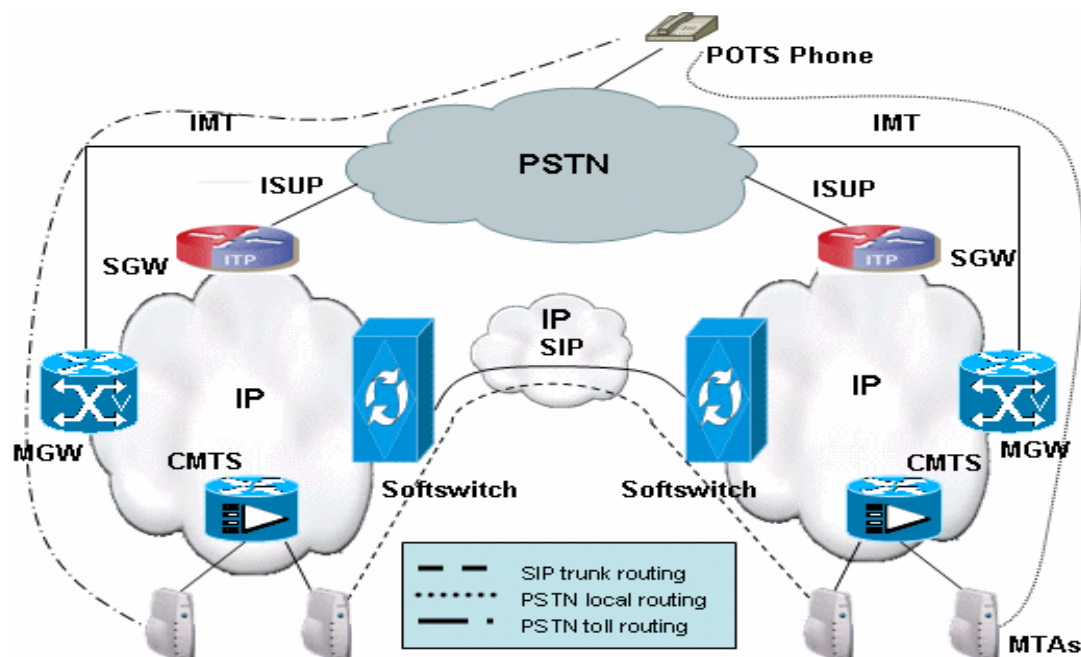 POTS Phone
IMT
IMT
PSTN
ISUP
ISUP
ITP
ITP
SGW
SGW
IP
SIP
IP
IP
V
V
MGW
MGW
CMTS
CMTS
Softswitch
Softswitch
SIP trunk routing
PSTN local routing
PSTN toll routing
MTAs